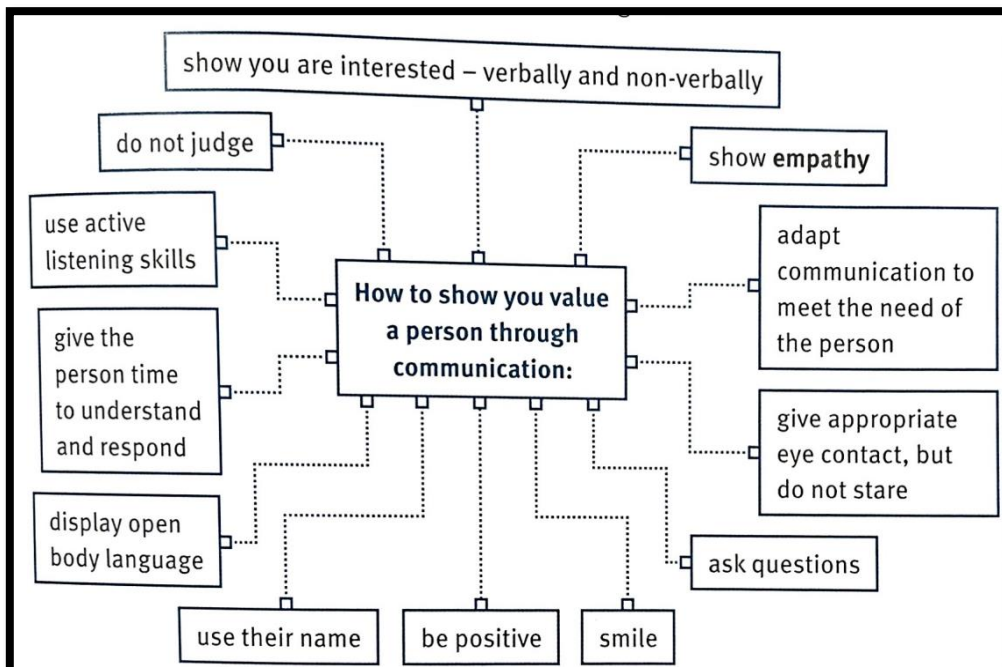 show you are interested – verbally and non-verbally
do not judge
show empathy
use active
listening skills
adapt
communication to
meet the need of
the person
How to show you value
a person through
communication:
give the
person time
to understand
and respond
give appropriate
eye contact, but
do not stare
display open
body language
ask questions
use their name
be positive
smile